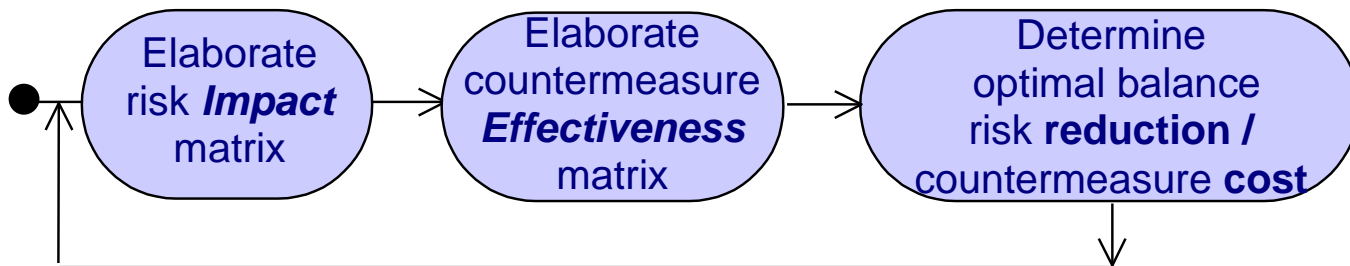 Elaborate
risk Impact
matrix
Elaborate
countermeasure
Effectiveness
matrix
Determine
optimal balance
risk reduction /
countermeasure cost